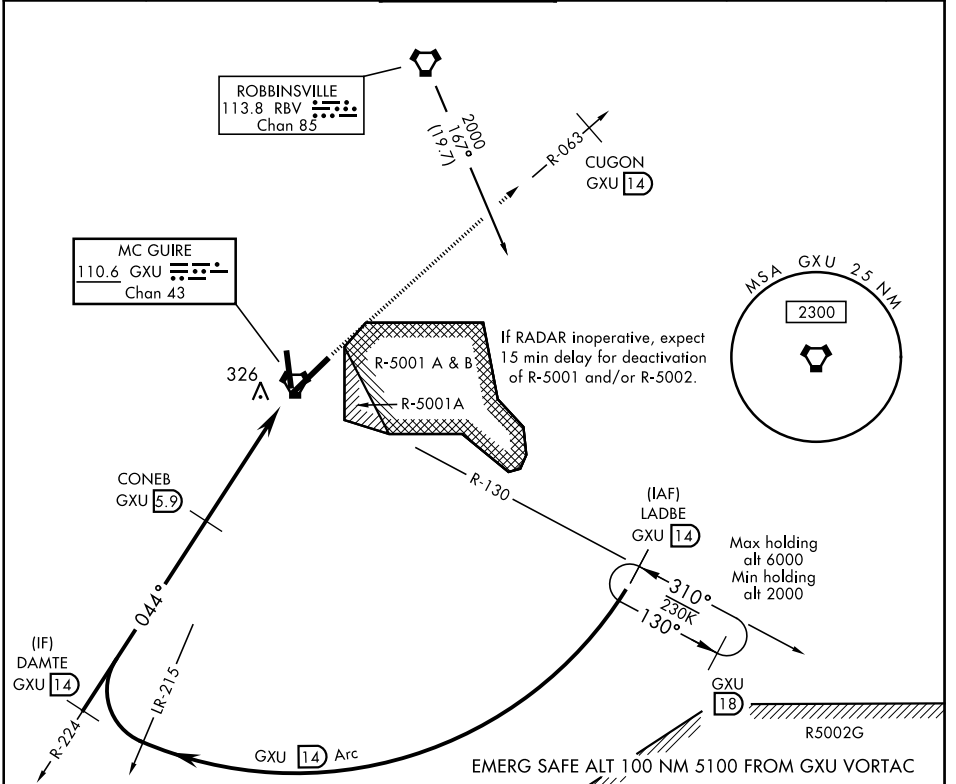 ROBBINSVILLE
113.8 RBV
Chan 85
2000
167°
(19.7)
R-063
CUGON
GXU 14
MC GUIRE
110.6 GXU
Chan 43
MSA GXU 25 NM
2300
If RADAR inoperative, expect
15 min delay for deactivation
of R-5001 and/or R-5002.
R-5001 A & B
R-5001A
326
R-130
CONEB
GXU 5.9
(IAF)
LADBE
GXU 14
Max holding
alt 6000
Min holding
alt 2000
310°
230K
130°
044°
(IF)
DAMTE
GXU 14
LR-215
R-224
GXU 14 Arc
GXU
18
R5002G
EMERG SAFE ALT 100 NM 5100 FROM GXU VORTAC